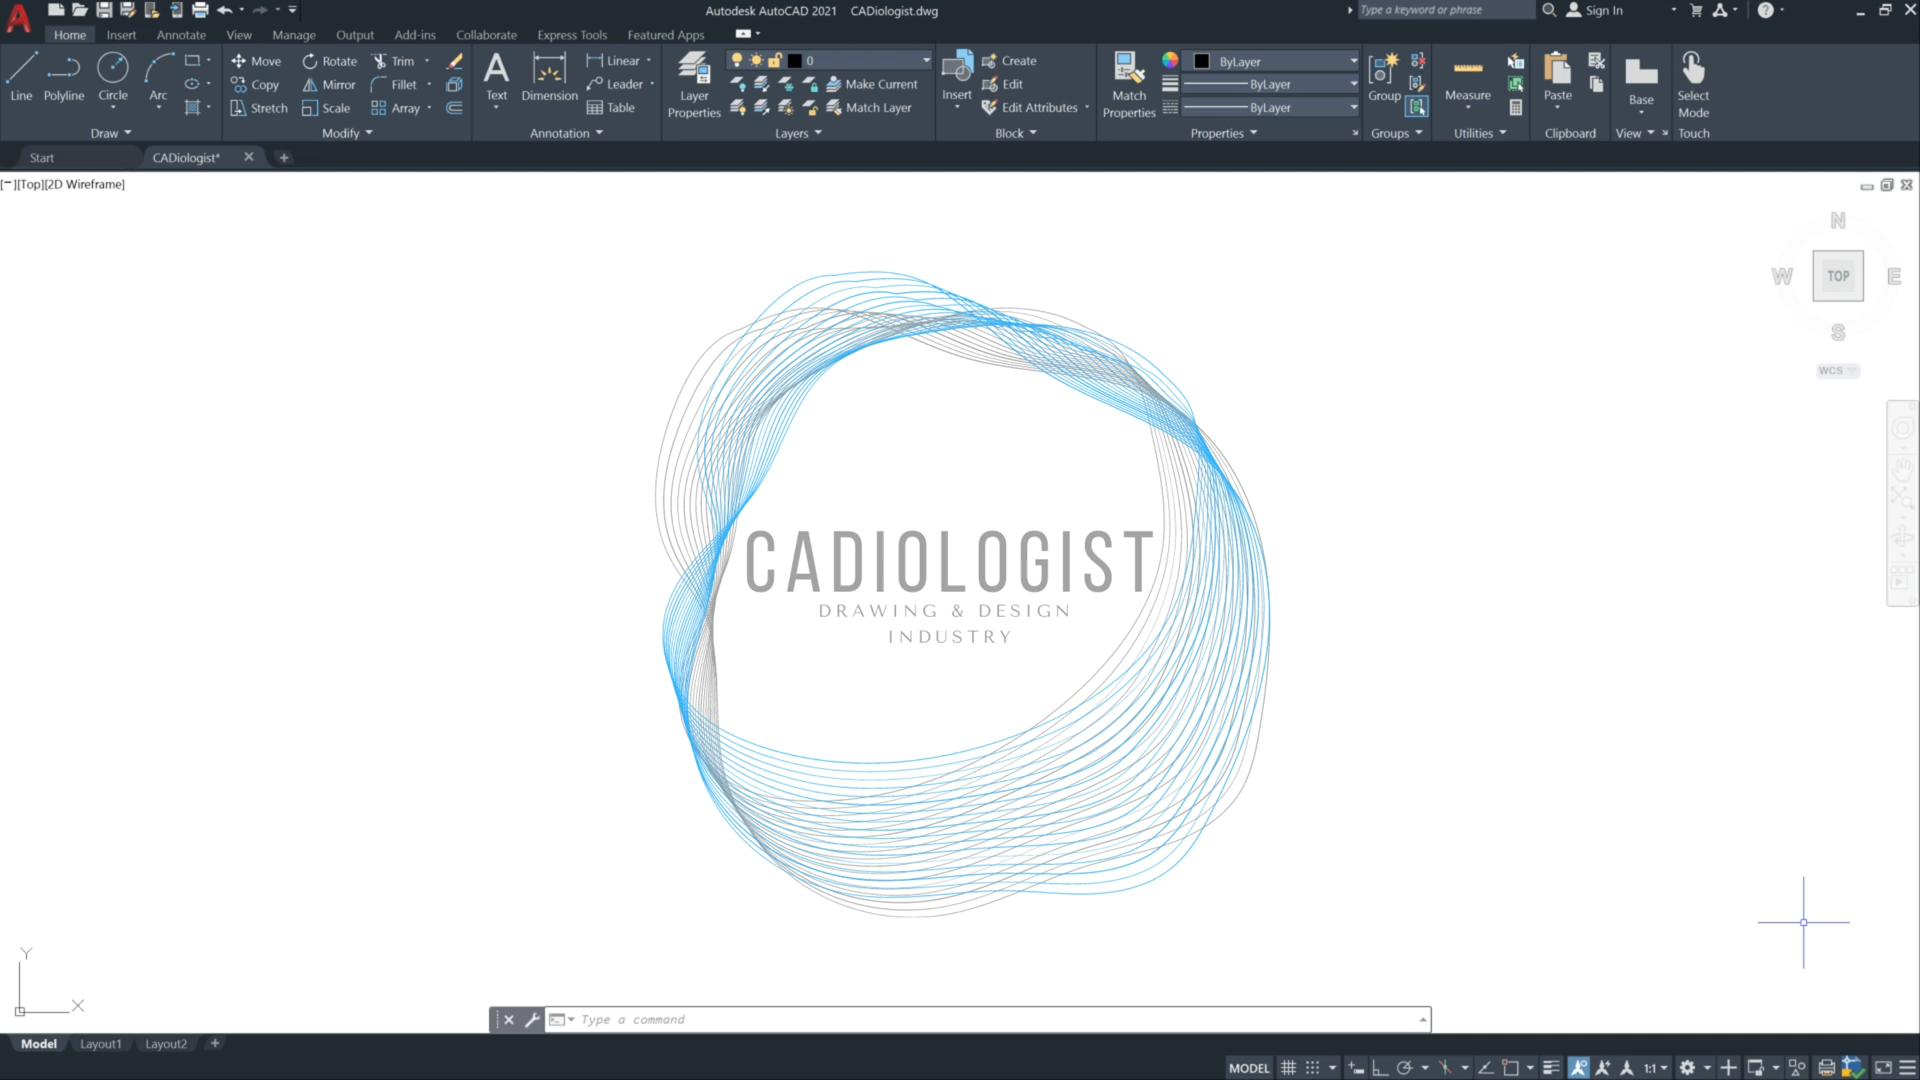 Autodesk AutoCAD 2021 CADiologist.dwg
Type a keyword or phrase
Sign In
Home Insert Annotate View Manage Output Add-ins Collaborate Express Tools Featured Apps
Line Polyline Circle Arc
Move Rotate Trim
Copy Mirror Fillet
Stretch Scale Array
Text Dimension
Linear
Leader
Table
Layer Properties
0
Make Current
Match Layer
Insert
Create
Edit
Edit Attributes
Match Properties
ByLayer
ByLayer
ByLayer
Group
Measure
Paste
Base
Select Mode
Draw Modify Annotation Layers Block Properties Groups Utilities Clipboard View Touch
Start CADiologist*
[−][Top][2D Wireframe]
N
W TOP E
S
WCS
CADIOLOGIST
DRAWING & DESIGN
INDUSTRY
Y
X
Type a command
Model Layout1 Layout2
MODEL 1:1